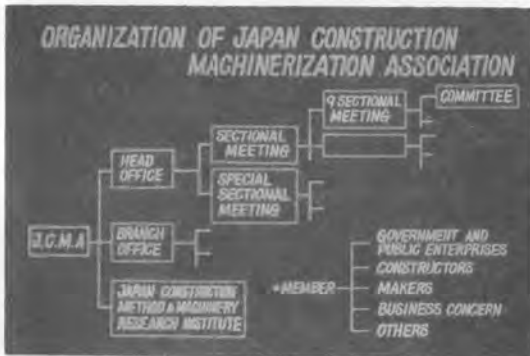 ORGANIZATION OF JAPAN CONSTRUCTION
MACHINERIZATION ASSOCIATION
J.C.M.A
HEAD
OFFICE
SECTIONAL
MEETING
9 SECTIONAL
MEETING
COMMITTEE
SPECIAL
SECTIONAL
MEETING
BRANCH
OFFICE
JAPAN CONSTRUCTION
METHOD & MACHINERY
RESEARCH INSTITUTE
*MEMBER
GOVERNMENT AND
PUBLIC ENTERPRISES
CONSTRUCTORS
MAKERS
BUSINESS CONCERN
OTHERS